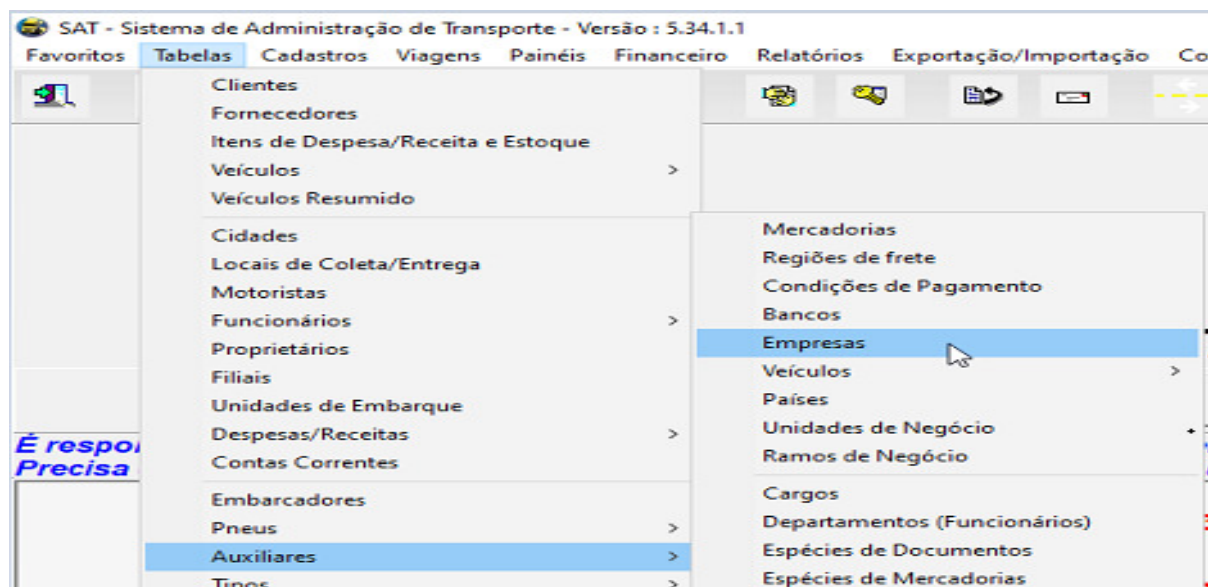 SAT - Sistema de Administração de Transporte - Versão : 5.34.1.1
Favoritos Tabelas Cadastros Viagens Painéis Financeiro Relatórios Exportação/Importação Co
Clientes
Fornecedores
Itens de Despesa/Receita e Estoque
Veículos >
Veículos Resumido
Cidades
Locais de Coleta/Entrega
Motoristas
Funcionários >
Proprietários
Filiais
Unidades de Embarque
Despesas/Receitas >
Contas Correntes
Embarcadores
Pneus >
Auxiliares >
Tipos >
Mercadorias
Regiões de frete
Condições de Pagamento
Bancos
Empresas
Veículos >
Países
Unidades de Negócio
Ramos de Negócio
Cargos
Departamentos (Funcionários)
Espécies de Documentos
Espécies de Mercadorias
É respo
Precisa